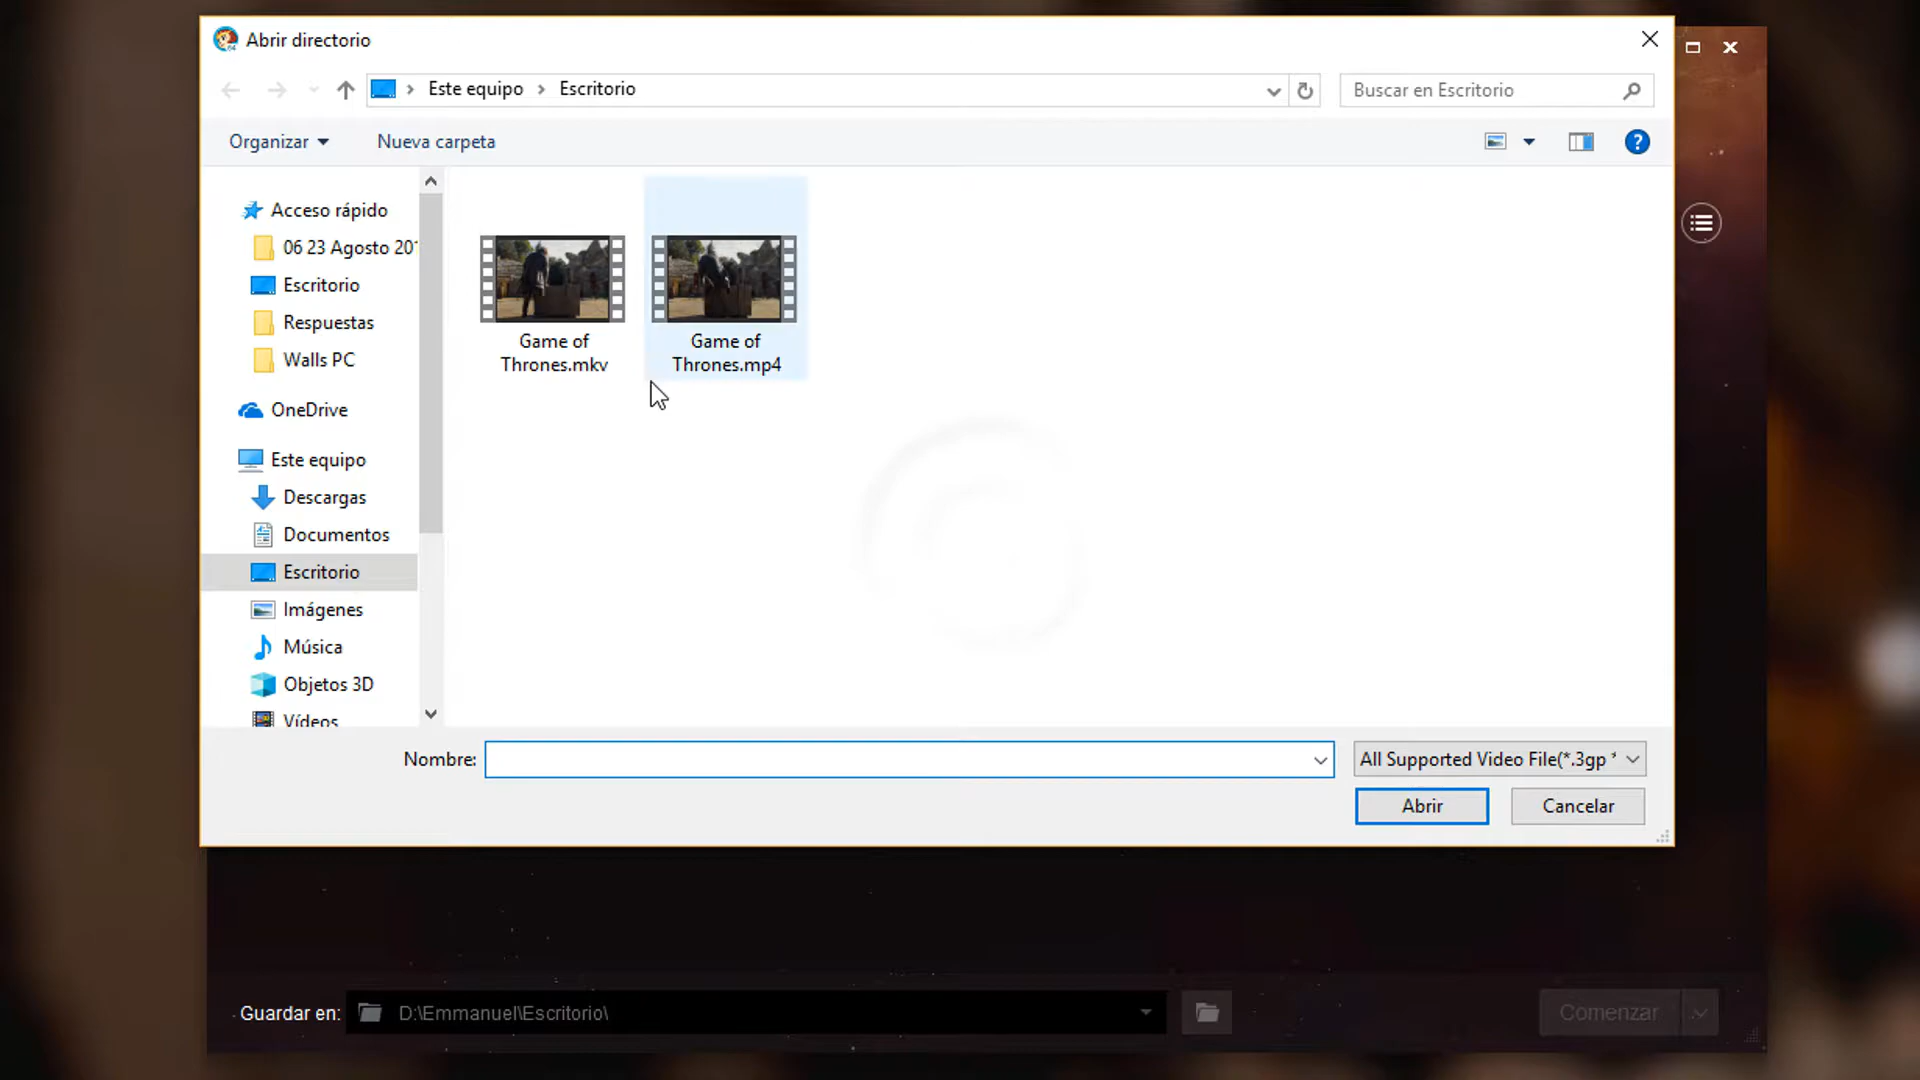 Abrir directorio
Este equipo
Escritorio
Buscar en Escritorio
Organizar
Nueva carpeta
?
Acceso rápido
06 23 Agosto 20
Escritorio
Respuestas
Walls PC
OneDrive
Este equipo
Descargas
Documentos
Escritorio
Imágenes
Música
Objetos 3D
Vídeos
Game of
Thrones.mkv
Game of
Thrones.mp4
Nombre:
All Supported Video File(*.3gp *
Abrir
Cancelar
Guardar en:
D:\Emmanuel\Escritorio\
Comenzar